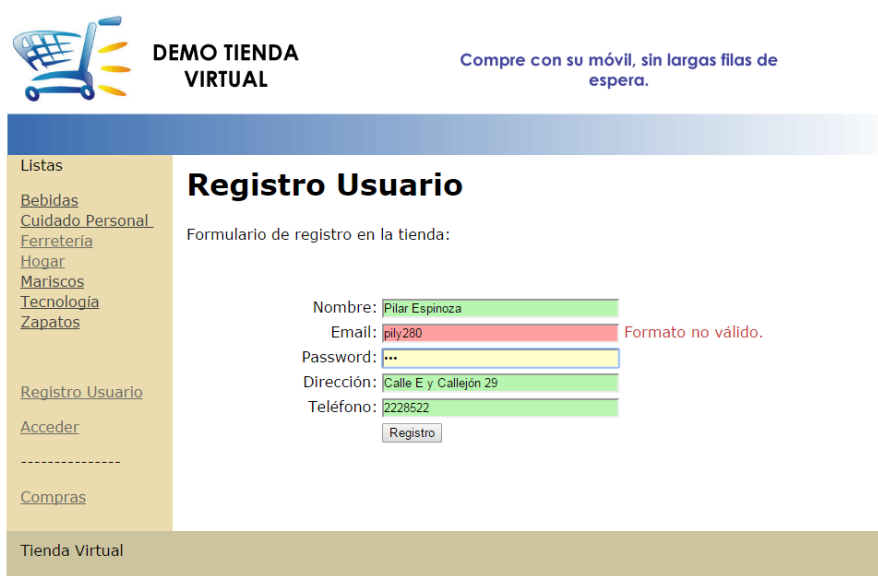 DEMO TIENDA
VIRTUAL
Compre con su móvil, sin largas filas de
espera.
Listas
Bebidas
Cuidado Personal
Ferretería
Hogar
Mariscos
Tecnología
Zapatos
Registro Usuario
Acceder
---------------
Compras
Registro Usuario
Formulario de registro en la tienda:
Nombre: Pilar Espinoza
Email: pily280 Formato no válido.
Password: •••
Dirección: Calle E y Callejón 29
Teléfono: 2228522
Registro
Tienda Virtual